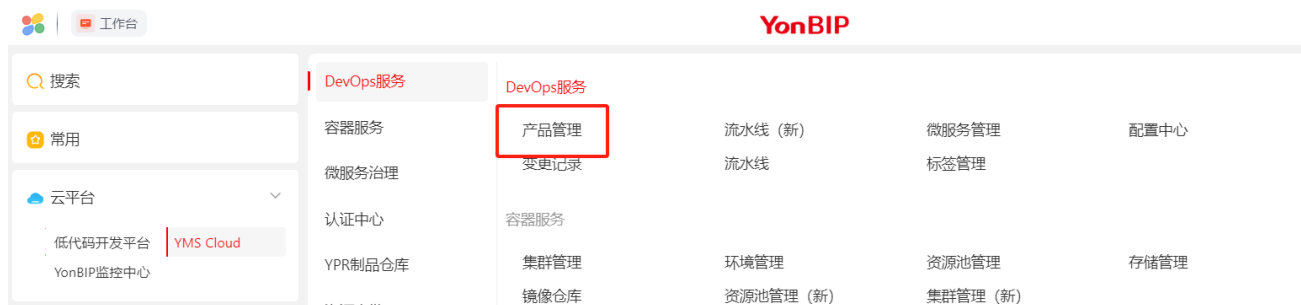 工作台
YonBIP
搜索
常用
云平台
低代码开发平台
YMS Cloud
YonBIP监控中心
DevOps服务
容器服务
微服务治理
认证中心
YPR制品仓库
DevOps服务
产品管理 流水线（新） 微服务管理 配置中心
变更记录 流水线 标签管理
容器服务
集群管理 环境管理 资源池管理 存储管理
镜像仓库 资源池管理（新） 集群管理（新）